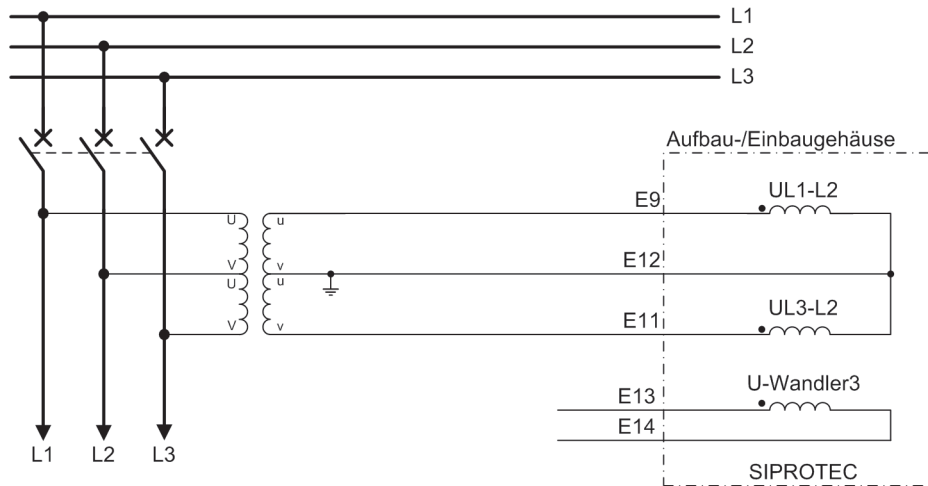 L1
L2
L3
Aufbau-/Einbaugehäuse
UL1-L2
E9
U u
V v
E12
U u
UL3-L2
V v
E11
U-Wandler3
E13
E14
L1 L2 L3
SIPROTEC